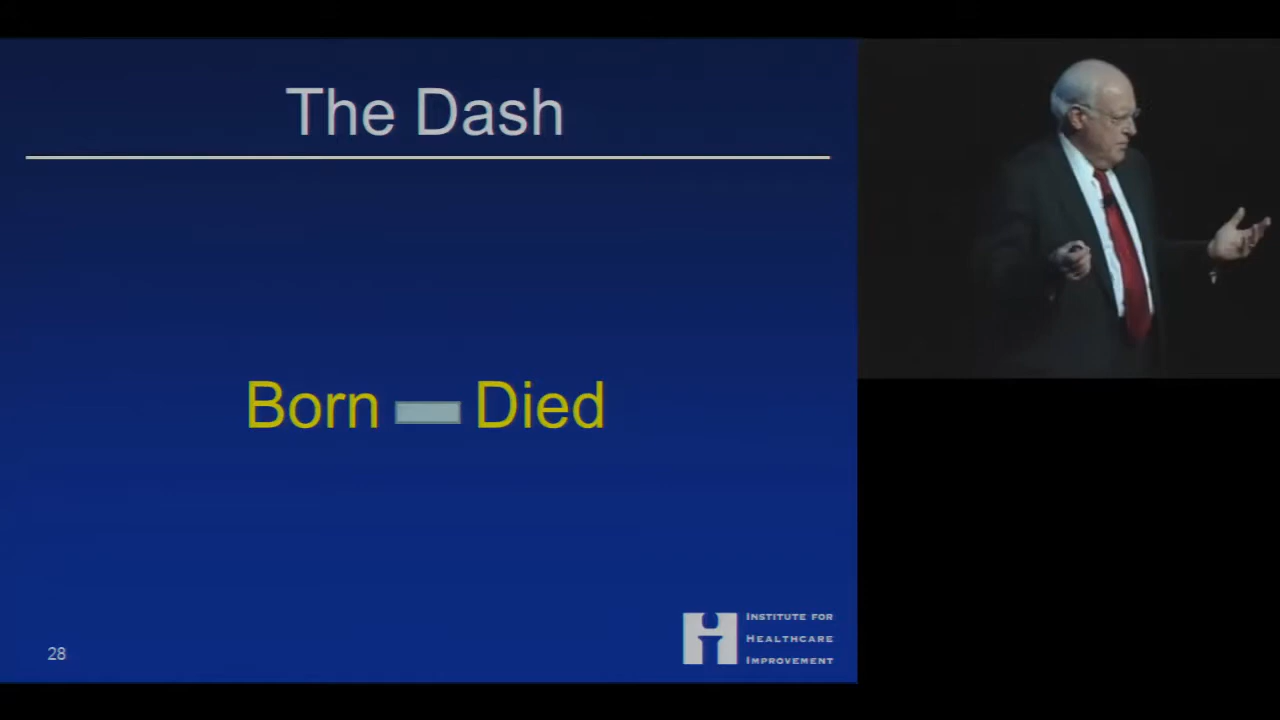 The Dash
Born – Died
28
INSTITUTE FOR
HEALTHCARE
IMPROVEMENT